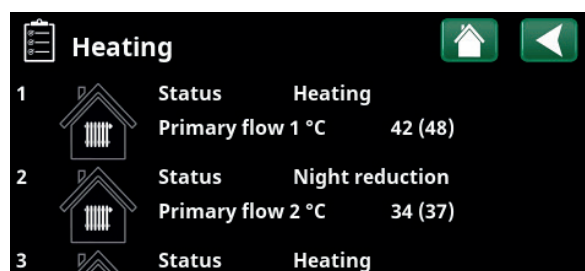 Heating
1 Status Heating
Primary flow 1 °C 42 (48)
2 Status Night reduction
Primary flow 2 °C 34 (37)
3 Status Heating